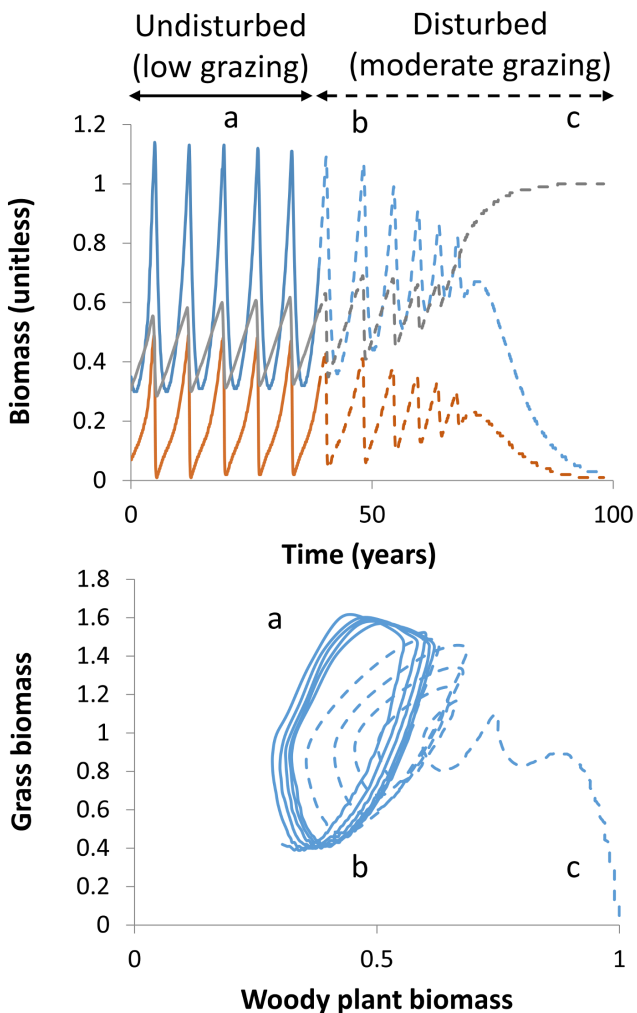 Undisturbed
(low grazing)
Disturbed
(moderate grazing)
a
b
c
1.2
1
0.8
0.6
0.4
0.2
0
Biomass (unitless)
0
50
100
Time (years)
1.8
1.6
1.4
1.2
1
0.8
0.6
0.4
0.2
0
Grass biomass
a
b
c
0
0.5
1
Woody plant biomass